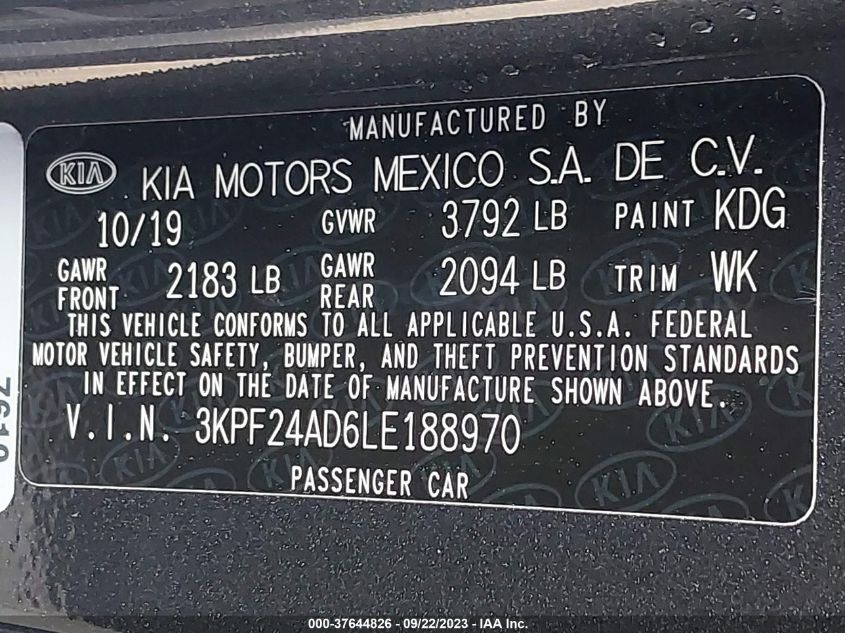 MANUFACTURED BY
KIA KIA MOTORS MEXICO S.A. DE C.V.
10/19 GVWR 3792 LB PAINT KDG
GAWR FRONT 2183 LB GAWR REAR 2094 LB TRIM WK
THIS VEHICLE CONFORMS TO ALL APPLICABLE U.S.A. FEDERAL
MOTOR VEHICLE SAFETY, BUMPER, AND THEFT PREVENTION STANDARDS
IN EFFECT ON THE DATE OF MANUFACTURE SHOWN ABOVE.
V.I.N. 3KPF24AD6LE188970
PASSENGER CAR
000-37644826 - 09/22/2023 - IAA Inc.